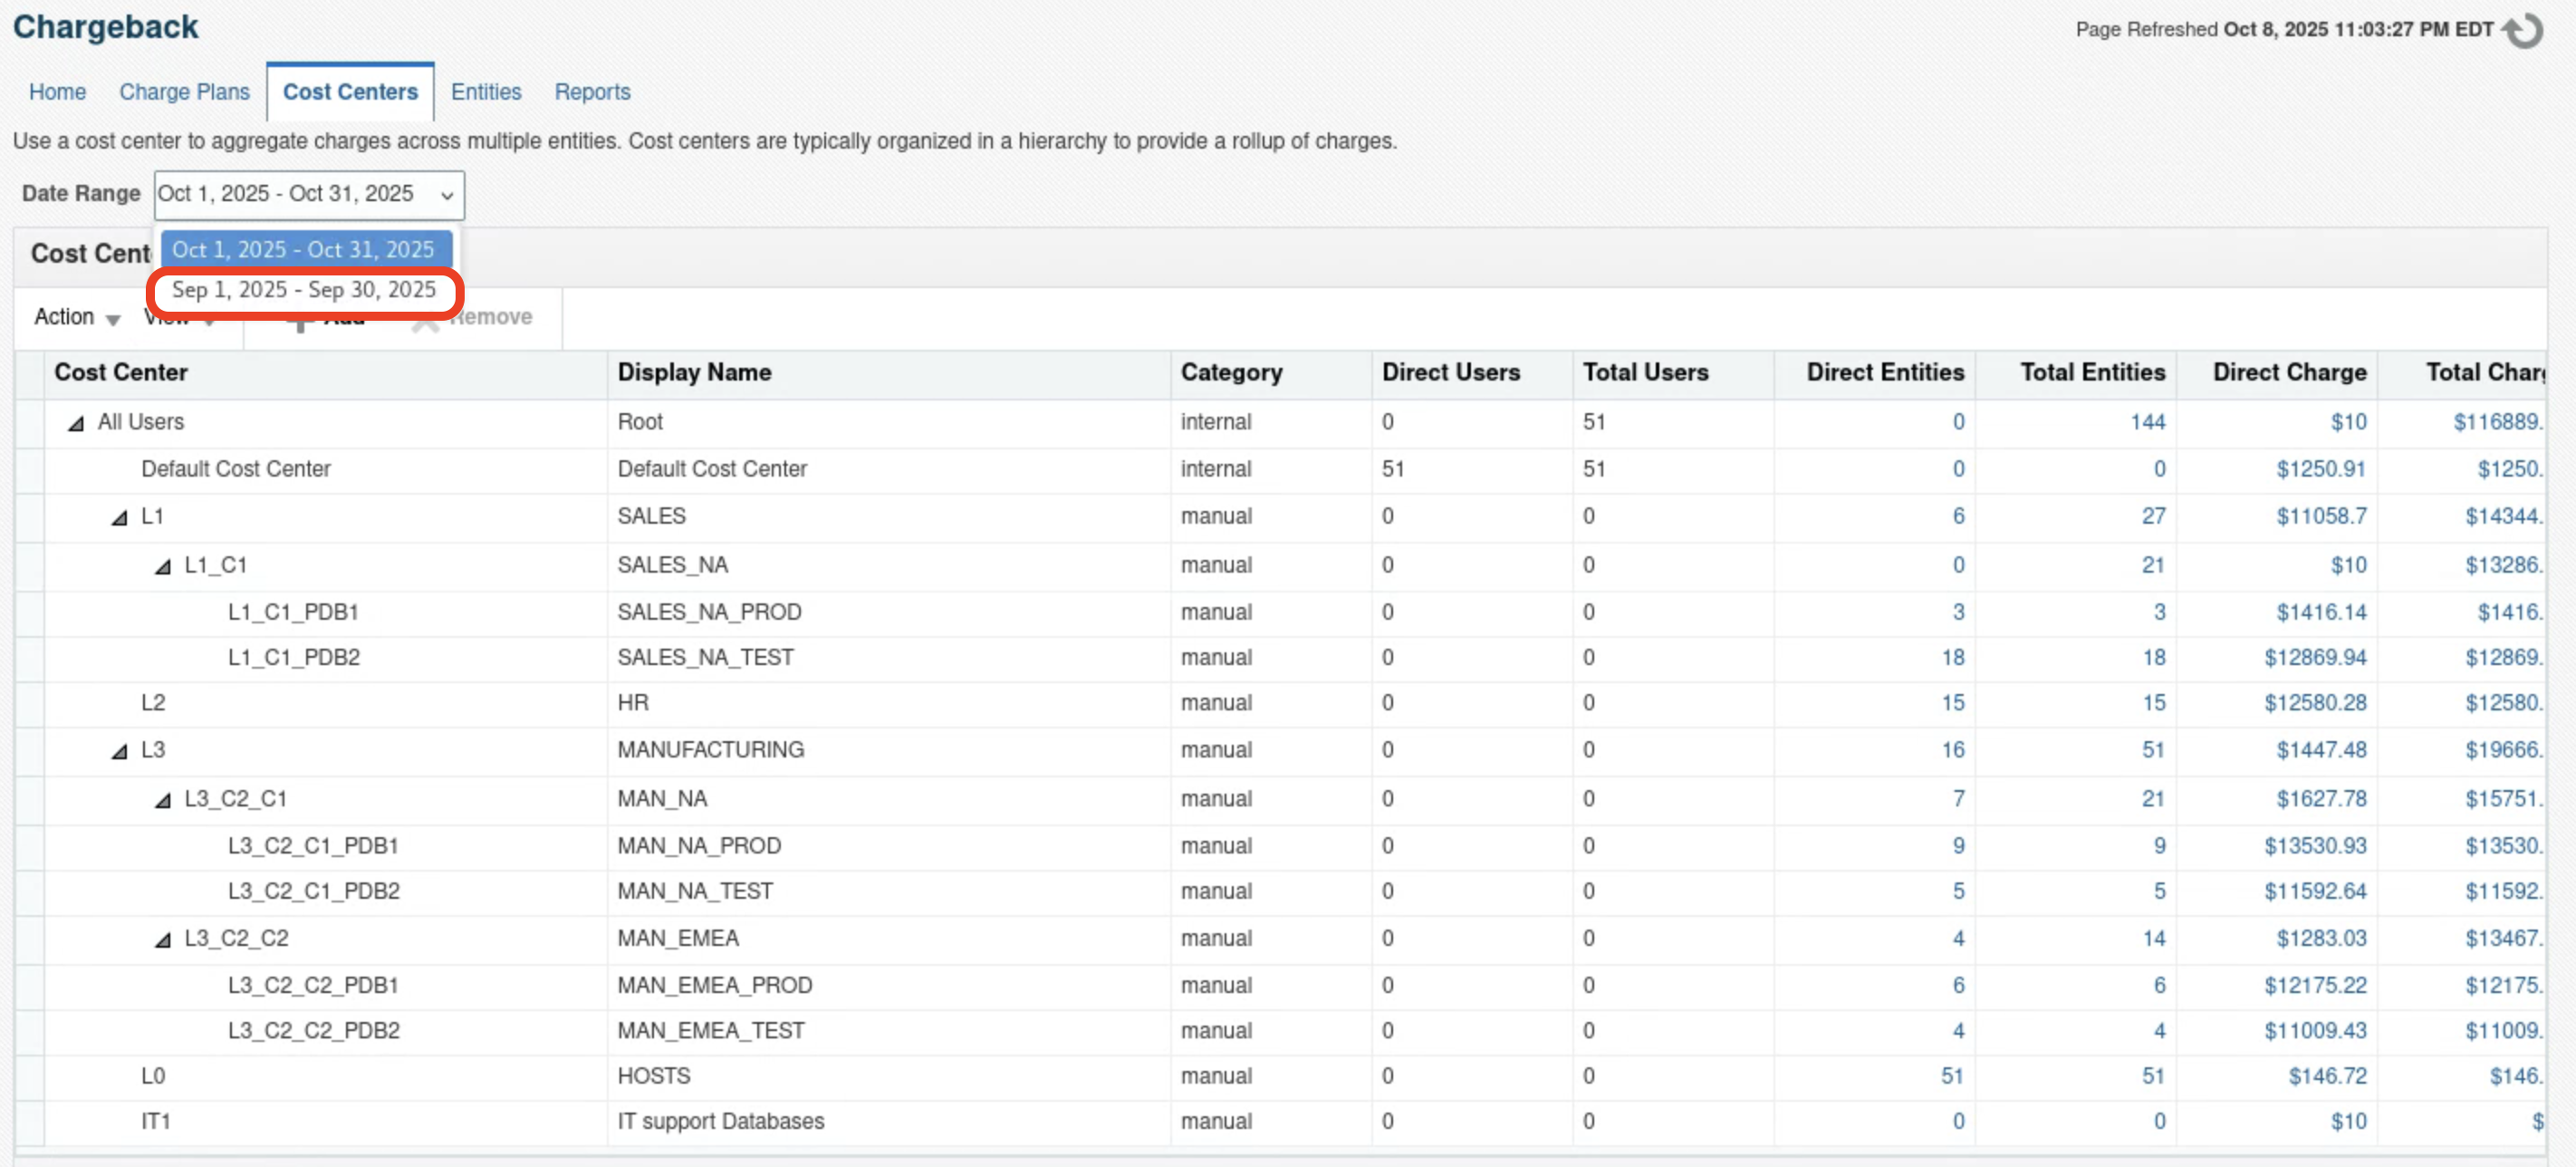 Chargeback
Page Refreshed Oct 8, 2025 11:03:27 PM EDT
Home Charge Plans Cost Centers Entities Reports
Use a cost center to aggregate charges across multiple entities. Cost centers are typically organized in a hierarchy to provide a rollup of charges.
Date Range Oct 1, 2025 - Oct 31, 2025
Oct 1, 2025 - Oct 31, 2025
Sep 1, 2025 - Sep 30, 2025
Cost Cent
Action View Add Remove
Cost Center Display Name Category Direct Users Total Users Direct Entities Total Entities Direct Charge Total Charg
All Users Root internal 0 51 0 144 $10 $116889.
Default Cost Center Default Cost Center internal 51 51 0 0 $1250.91 $1250.
L1 SALES manual 0 0 6 27 $11058.7 $14344.
L1_C1 SALES_NA manual 0 0 0 21 $10 $13286.
L1_C1_PDB1 SALES_NA_PROD manual 0 0 3 3 $1416.14 $1416.
L1_C1_PDB2 SALES_NA_TEST manual 0 0 18 18 $12869.94 $12869.
L2 HR manual 0 0 15 15 $12580.28 $12580.
L3 MANUFACTURING manual 0 0 16 51 $1447.48 $19666.
L3_C2_C1 MAN_NA manual 0 0 7 21 $1627.78 $15751.
L3_C2_C1_PDB1 MAN_NA_PROD manual 0 0 9 9 $13530.93 $13530.
L3_C2_C1_PDB2 MAN_NA_TEST manual 0 0 5 5 $11592.64 $11592.
L3_C2_C2 MAN_EMEA manual 0 0 4 14 $1283.03 $13467.
L3_C2_C2_PDB1 MAN_EMEA_PROD manual 0 0 6 6 $12175.22 $12175.
L3_C2_C2_PDB2 MAN_EMEA_TEST manual 0 0 4 4 $11009.43 $11009.
L0 HOSTS manual 0 0 51 51 $146.72 $146.
IT1 IT support Databases manual 0 0 0 0 $10 $